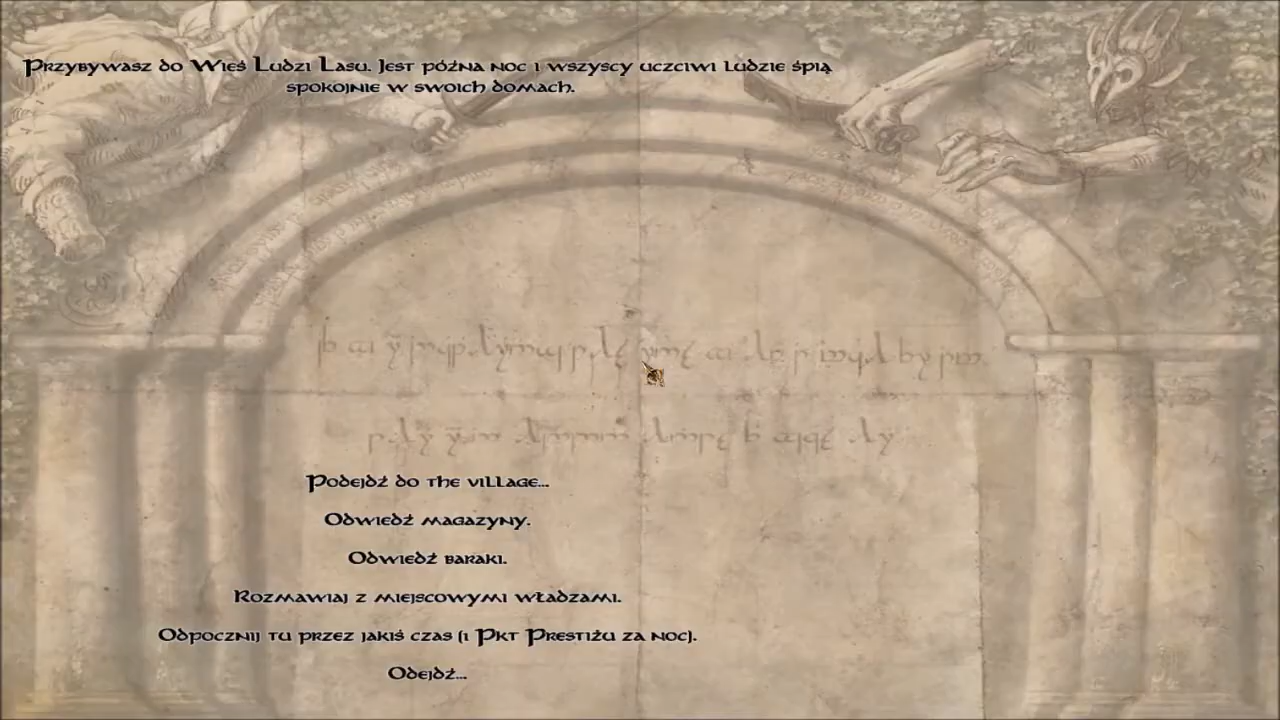 Przybywasz do Wieś Ludzi Lasu. Jest późna noc i wszyscy uczciwi ludzie śpią
spokojnie w swoich domach.
Podejdź do the village...
Odwiedź magazyny.
Odwiedź baraki.
Rozmawiaj z miejscowymi władzami.
Odpocznij tu przez jakiś czas (1 Pkt Prestiżu za noc).
Odejdź...